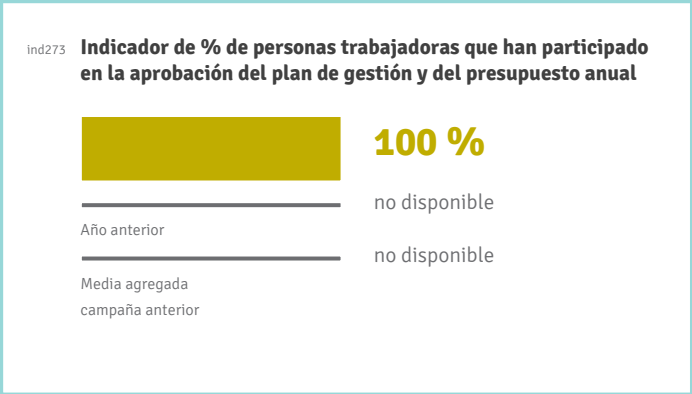 ind273 Indicador de % de personas trabajadoras que han participado
en la aprobación del plan de gestión y del presupuesto anual
100 %
no disponible
Año anterior
no disponible
Media agregada
campaña anterior